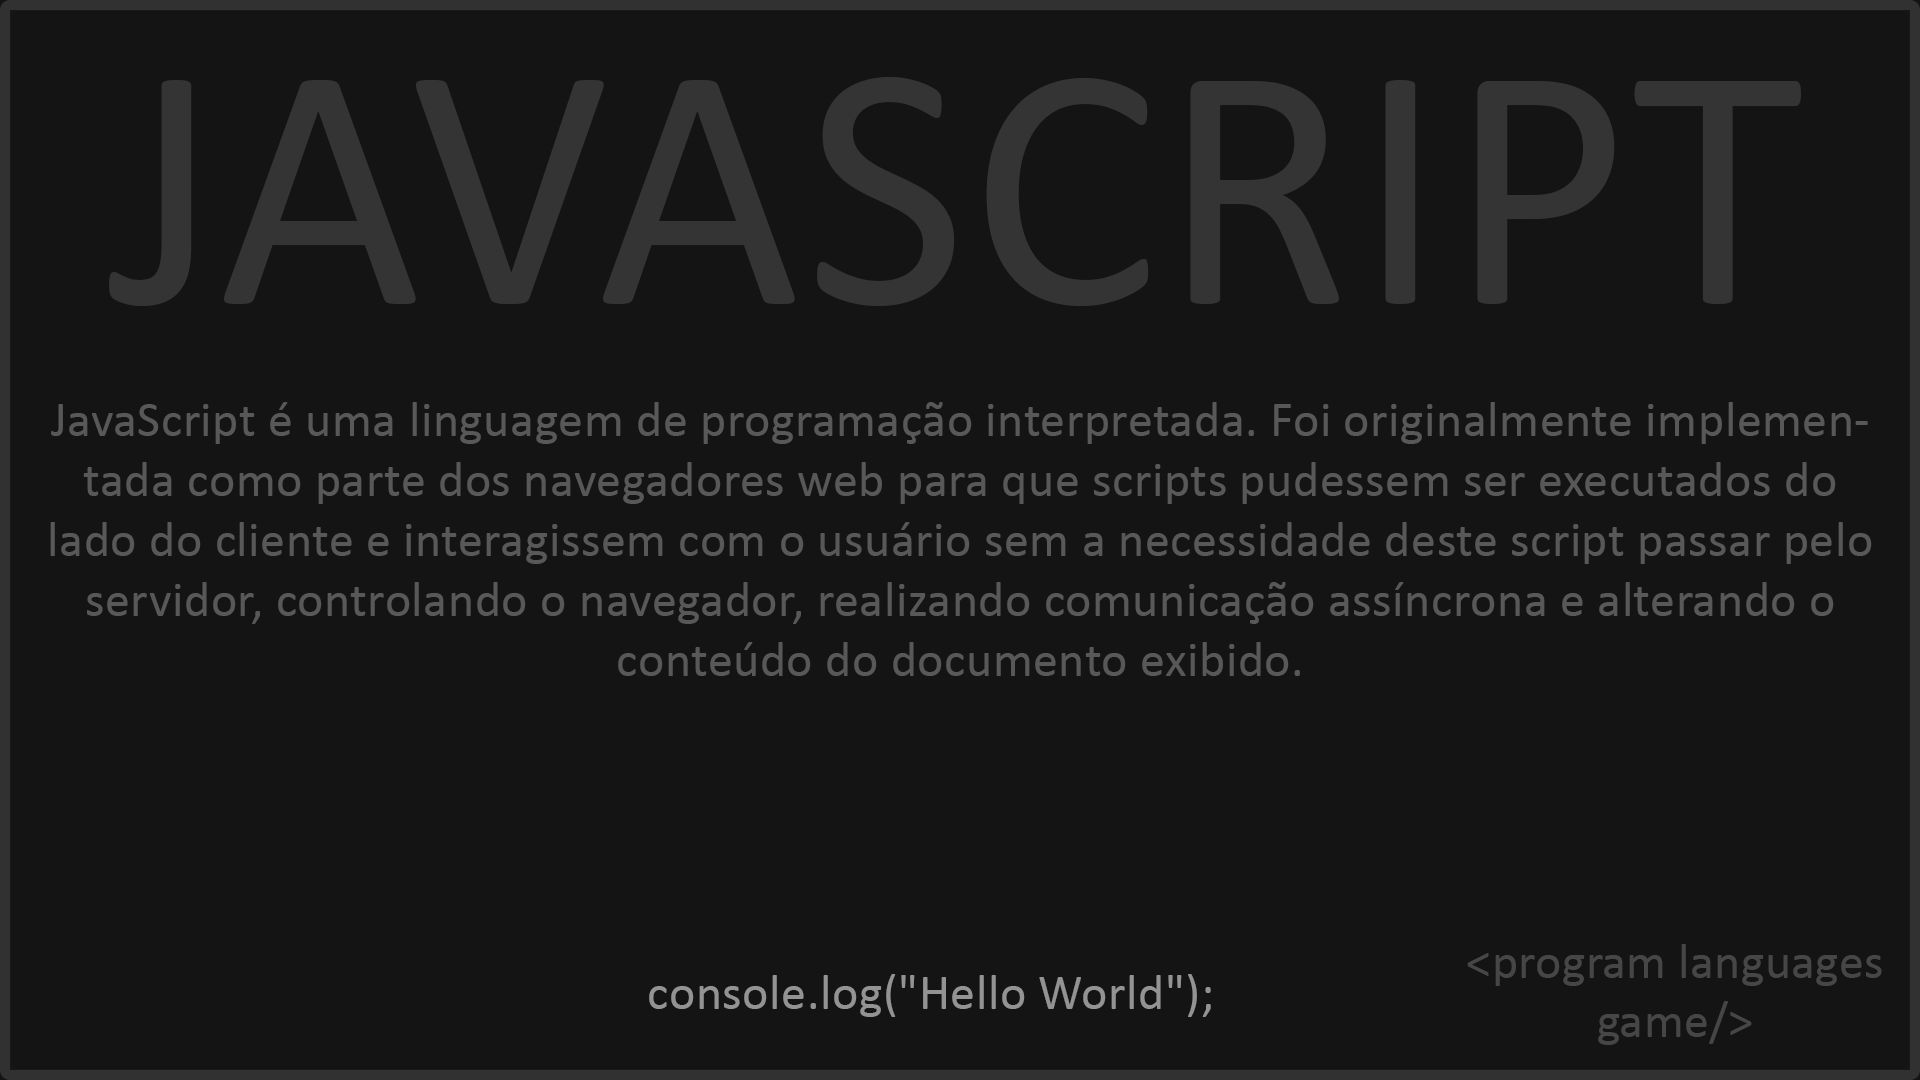 JAVASCRIPT
JavaScript é uma linguagem de programação interpretada. Foi originalmente implemen-
tada como parte dos navegadores web para que scripts pudessem ser executados do
lado do cliente e interagissem com o usuário sem a necessidade deste script passar pelo
servidor, controlando o navegador, realizando comunicação assíncrona e alterando o
conteúdo do documento exibido.
console.log("Hello World");
<program languages
game/>